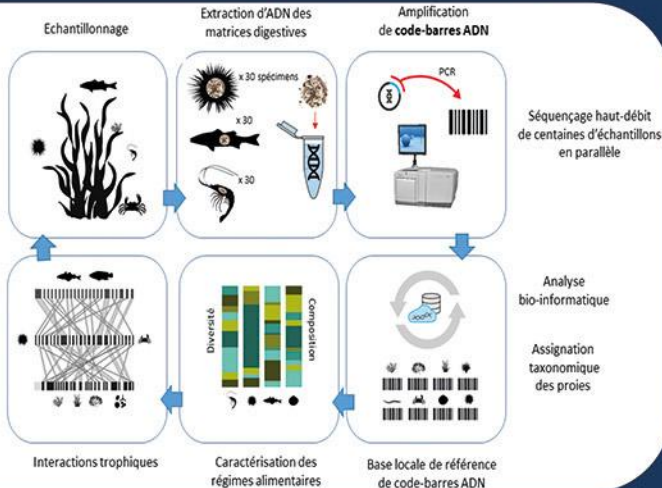 Echantillonnage
Extraction d'ADN des
matrices digestives
Amplification
de code-barres ADN
x 30 spécimens
x 30
x 30
PCR
Séquençage haut-débit
de centaines d'échantillons
en parallèle
Diversité
Composition
Analyse
bio-informatique
Assignation
taxonomique
des proies
Interactions trophiques
Caractérisation des
régimes alimentaires
Base locale de référence
de code-barres ADN